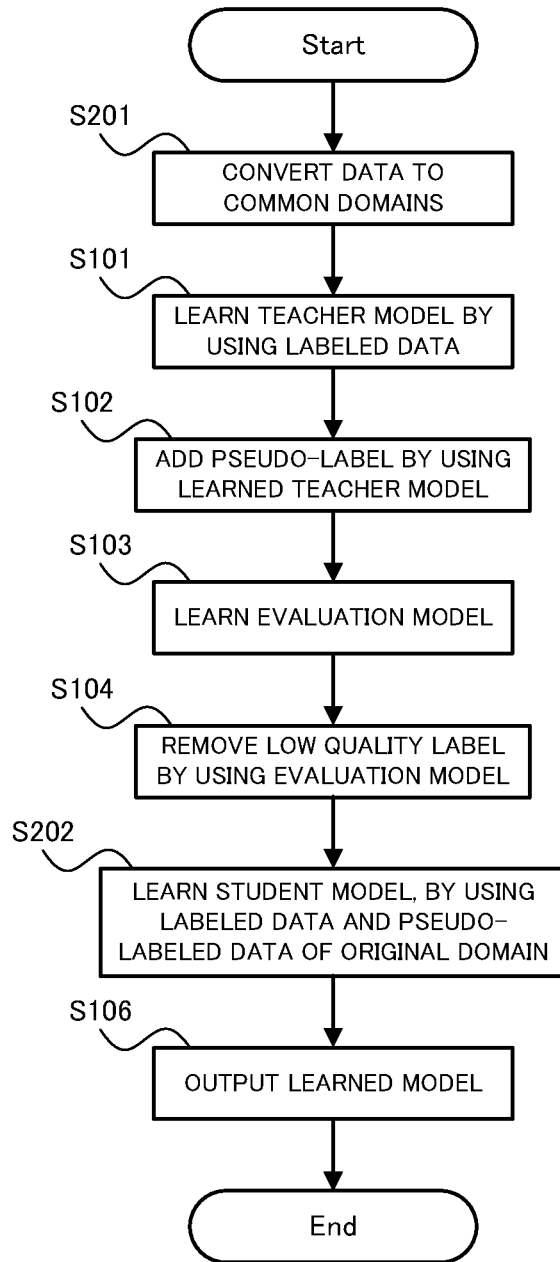 Start
S201
CONVERT DATA TO
COMMON DOMAINS
S101
LEARN TEACHER MODEL BY
USING LABELED DATA
S102
ADD PSEUDO-LABEL BY USING
LEARNED TEACHER MODEL
S103
LEARN EVALUATION MODEL
S104
REMOVE LOW QUALITY LABEL
BY USING EVALUATION MODEL
S202
LEARN STUDENT MODEL, BY USING
LABELED DATA AND PSEUDO-
LABELED DATA OF ORIGINAL DOMAIN
S106
OUTPUT LEARNED MODEL
End